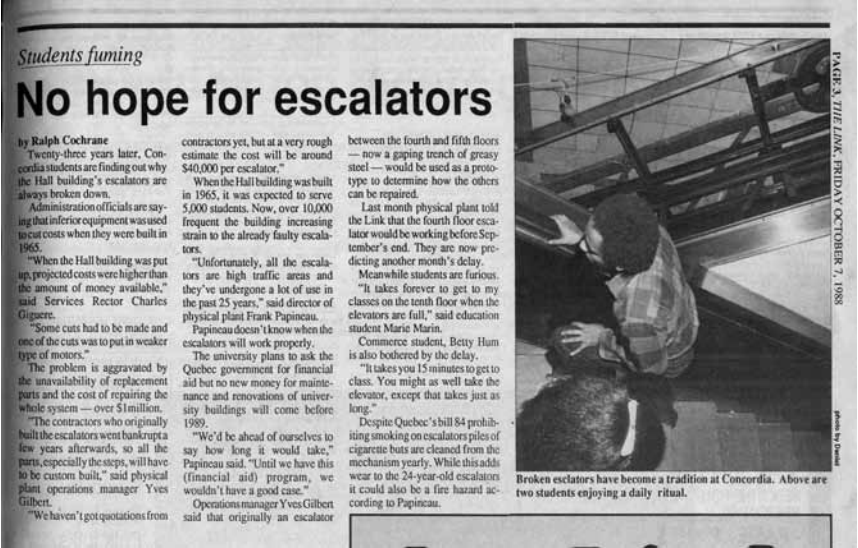 Students fuming
No hope for escalators
by Ralph Cochrane
Twenty-three years later, Con-
cordia students are finding out why
the Hall building's escalators are
always broken down.
Administration officials are say-
ing that inferior equipment was used
to cut costs when they were built in
1965.
"When the Hall building was put
up, projected costs were higher than
the amount of money available,"
said Services Rector Charles
Giguere.
"Some cuts had to be made and
one of the cuts was to put in weaker
type of motors."
The problem is aggravated by
the unavailability of replacement
parts and the cost of repairing the
whole system — over $1million.
"The contractors who originally
built the escalators went bankrupt a
few years afterwards, so all the
parts, especially the steps, will have
to be custom built," said physical
plant operations manager Yves
Gilbert.
"We haven't got quotations from
contractors yet, but at a very rough
estimate the cost will be around
$40,000 per escalator."
When the Hall building was built
in 1965, it was expected to serve
5,000 students. Now, over 10,000
frequent the building increasing
strain to the already faulty escala-
tors.
"Unfortunately, all the escala-
tors are high traffic areas and
they've undergone a lot of use in
the past 25 years," said director of
physical plant Frank Papineau.
Papineau doesn't know when the
escalators will work properly.
The university plans to ask the
Quebec government for financial
aid but no new money for mainte-
nance and renovations of univer-
sity buildings will come before
1989.
"We'd be ahead of ourselves to
say how long it would take,"
Papineau said. "Until we have this
(financial aid) program, we
wouldn't have a good case."
Operations manager Yves Gilbert
said that originally an escalator
between the fourth and fifth floors
— now a gaping trench of greasy
steel — would be used as a proto-
type to determine how the others
can be repaired.
Last month physical plant told
the Link that the fourth floor esca-
lator would be working before Sep-
tember's end. They are now pre-
dicting another month's delay.
Meanwhile students are furious.
"It takes forever to get to my
classes on the tenth floor when the
elevators are full," said education
student Marie Marin.
Commerce student, Betty Hum
is also bothered by the delay.
"It takes you 15 minutes to get to
class. You might as well take the
elevator, except that takes just as
long."
Despite Quebec's bill 84 prohib-
iting smoking on escalators piles of
cigarette buts are cleaned from the
mechanism yearly. While this adds
wear to the 24-year-old escalators
it could also be a fire hazard ac-
cording to Papineau.
PAGE 3, THE LINK, FRIDAY OCTOBER 7, 1988
photo by Daniel
Broken esclators have become a tradition at Concordia. Above are
two students enjoying a daily ritual.